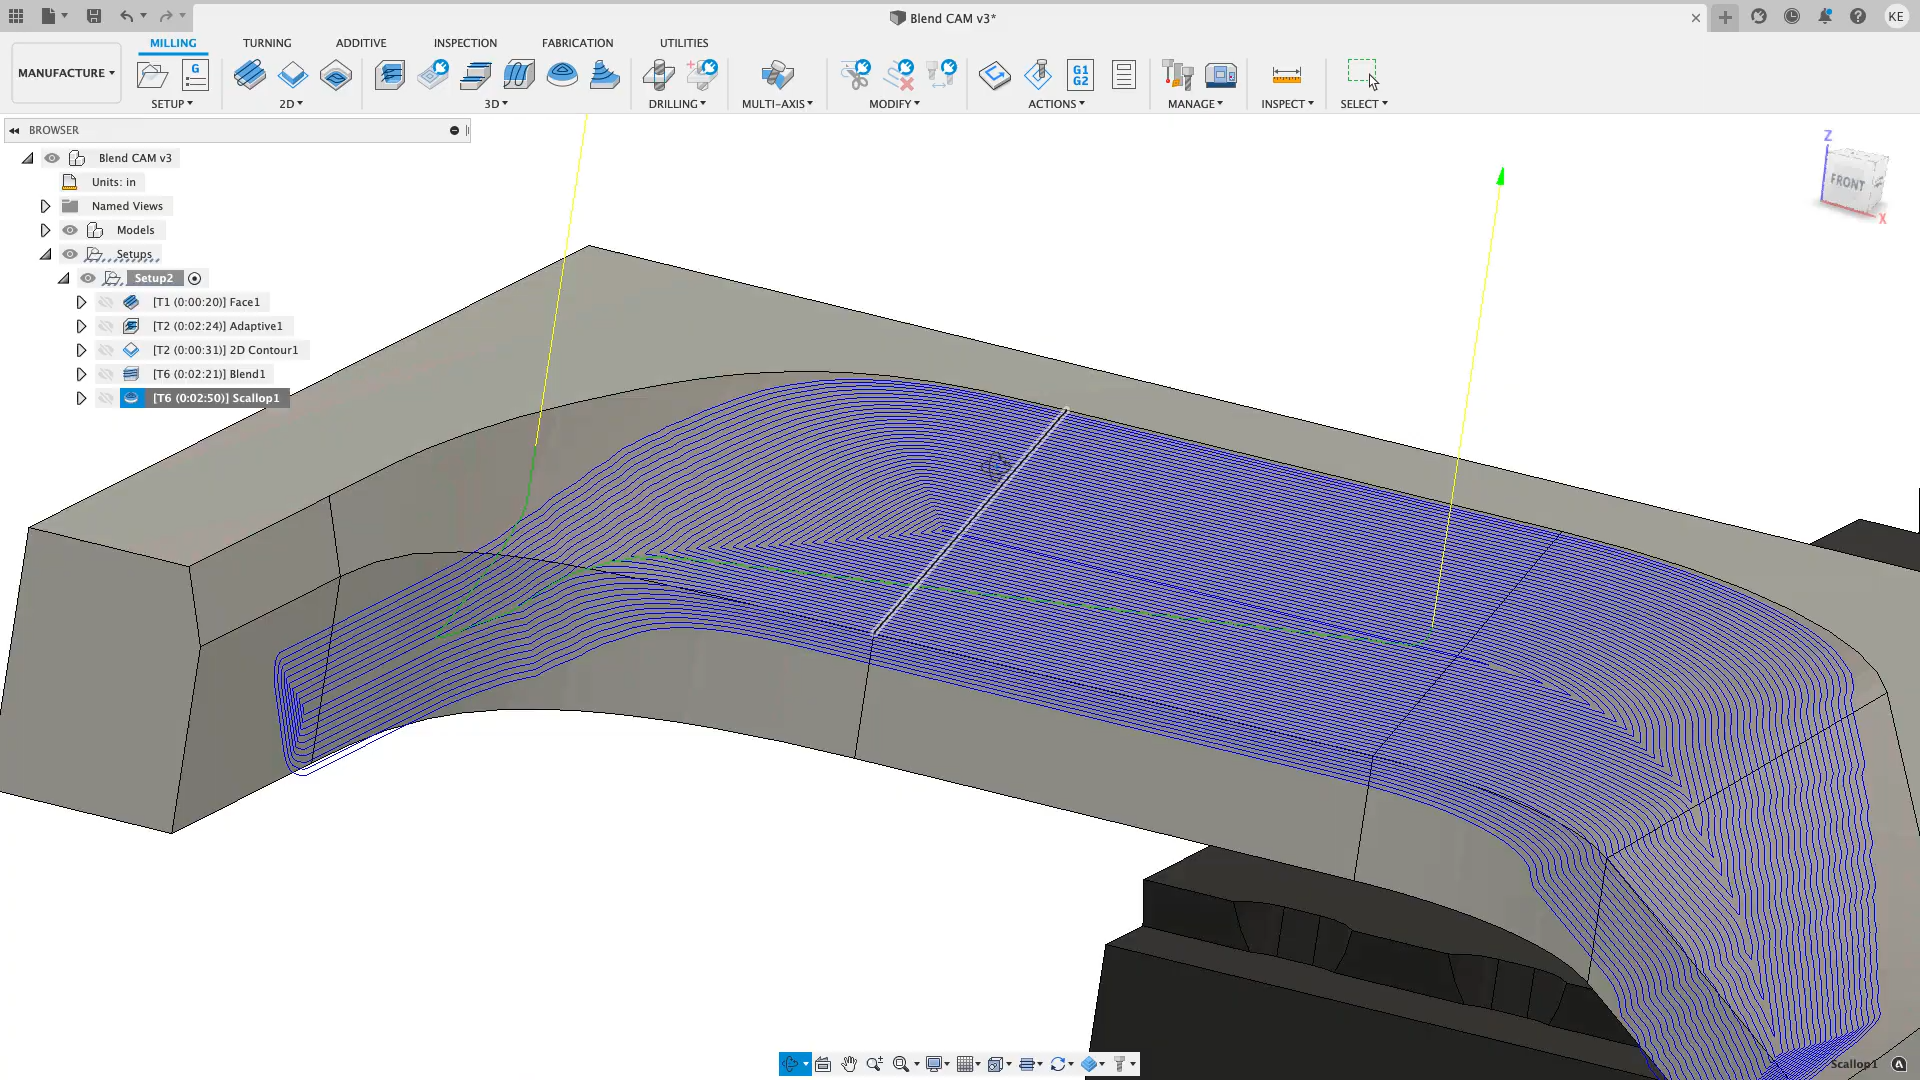 Blend CAM v3*
KE
MANUFACTURE
MILLING
TURNING
ADDITIVE
INSPECTION
FABRICATION
UTILITIES
G
G1
G2
SETUP
2D
3D
DRILLING
MULTI-AXIS
MODIFY
ACTIONS
MANAGE
INSPECT
SELECT
BROWSER
Blend CAM v3
Units: in
Named Views
Models
Setups
Setup2
[T1 (0:00:20)] Face1
[T2 (0:02:24)] Adaptive1
[T2 (0:00:31)] 2D Contour1
[T6 (0:02:21)] Blend1
[T6 (0:02:50)] Scallop1
Z
FRONT
X
Scallop1